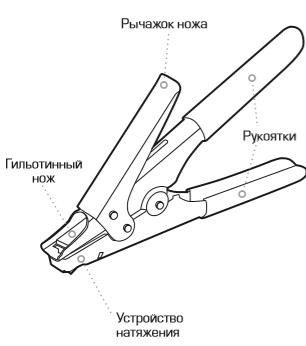 Рычажок ножа
Рукоятки
Гильотинный
нож
Устройство
натяжения